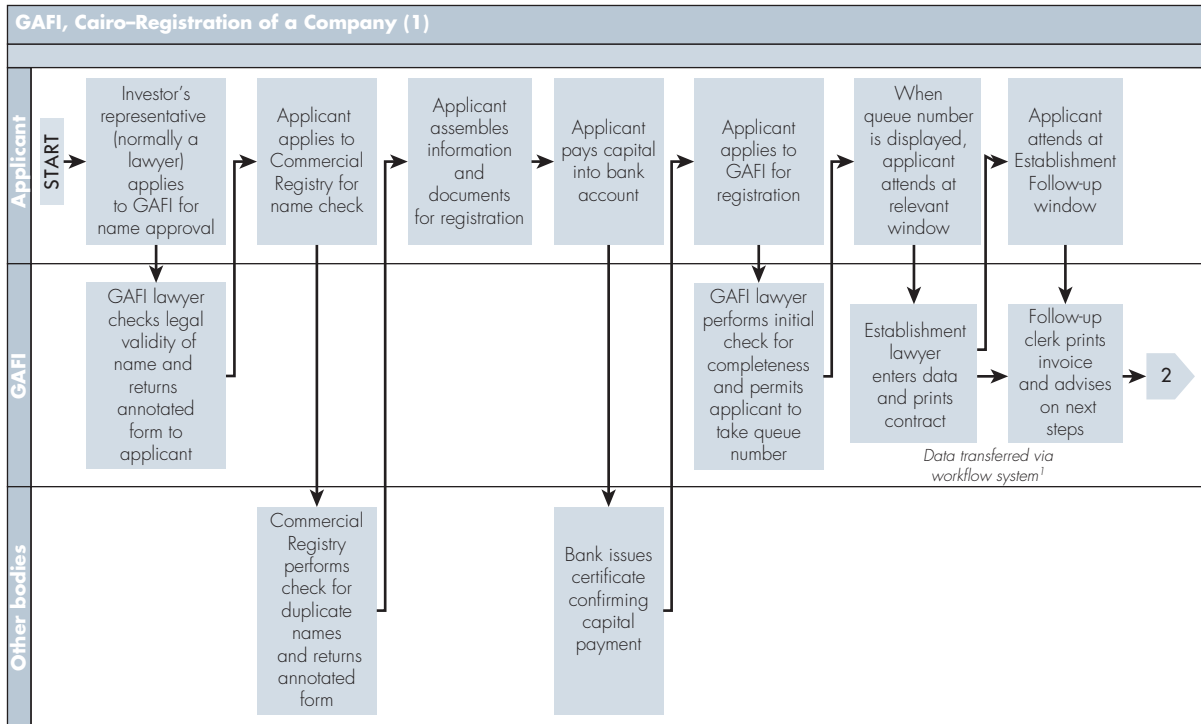 GAFI, Cairo–Registration of a Company (1)
Applicant
START
Investor's
representative
(normally a
lawyer)
applies
to GAFI for
name approval
Applicant
applies to
Commercial
Registry for
name check
Applicant
assembles
information
and
documents
for registration
Applicant
pays capital
into bank
account
Applicant
applies to
GAFI for
registration
When
queue number
is displayed,
applicant
attends at
relevant
window
Applicant
attends at
Establishment
Follow-up
window
GAFI
GAFI lawyer
checks legal
validity of
name and
returns
annotated
form to
applicant
GAFI lawyer
performs initial
check for
completeness
and permits
applicant to
take queue
number
Establishment
lawyer
enters data
and prints
contract
Follow-up
clerk prints
invoice
and advises
on next
steps
2
Data transferred via
workflow system¹
Other bodies
Commercial
Registry
performs
check for
duplicate
names
and returns
annotated
form
Bank issues
certificate
confirming
capital
payment